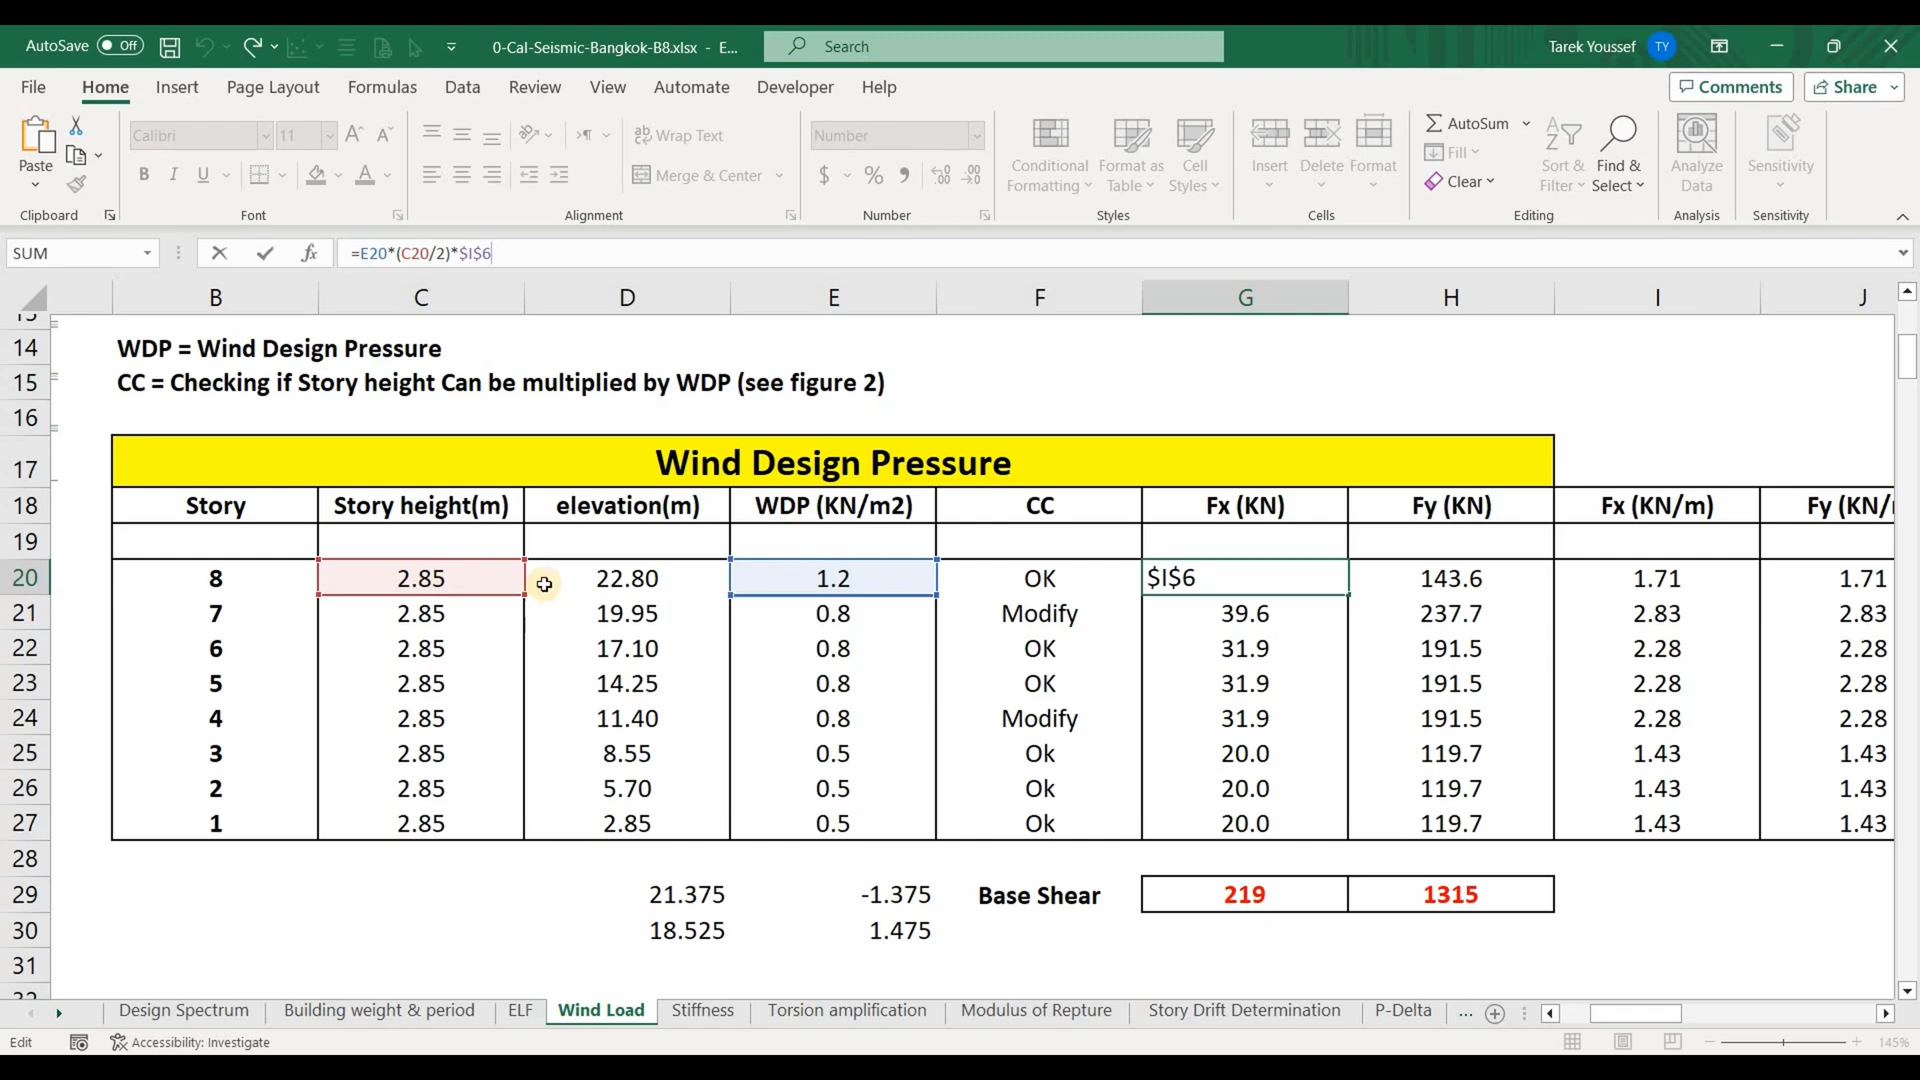 AutoSave Off 0-Cal-Seismic-Bangkok-B8.xlsx - E... Search Tarek Youssef TY
File Home Insert Page Layout Formulas Data Review View Automate Developer Help Comments Share
Calibri 11 Wrap Text Number AutoSum
Paste Conditional Formatting Format as Table Cell Styles Insert Delete Format Fill Sort & Filter Find & Select Analyze Data Sensitivity
B I U Merge & Center $ % Clear
Clipboard Font Alignment Number Styles Cells Editing Analysis Sensitivity
SUM fx =E20*(C20/2)*$I$6
B C D E F G H I J
14 WDP = Wind Design Pressure
15 CC = Checking if Story height Can be multiplied by WDP (see figure 2)
16
17 Wind Design Pressure
18 Story Story height(m) elevation(m) WDP (KN/m2) CC Fx (KN) Fy (KN) Fx (KN/m) Fy (KN/
19
20 8 2.85 22.80 1.2 OK $I$6 143.6 1.71 1.71
21 7 2.85 19.95 0.8 Modify 39.6 237.7 2.83 2.83
22 6 2.85 17.10 0.8 OK 31.9 191.5 2.28 2.28
23 5 2.85 14.25 0.8 OK 31.9 191.5 2.28 2.28
24 4 2.85 11.40 0.8 Modify 31.9 191.5 2.28 2.28
25 3 2.85 8.55 0.5 Ok 20.0 119.7 1.43 1.43
26 2 2.85 5.70 0.5 Ok 20.0 119.7 1.43 1.43
27 1 2.85 2.85 0.5 Ok 20.0 119.7 1.43 1.43
28
29 21.375 -1.375 Base Shear 219 1315
30 18.525 1.475
31
Design Spectrum Building weight & period ELF Wind Load Stiffness Torsion amplification Modulus of Repture Story Drift Determination P-Delta ...
Edit Accessibility: Investigate 145%